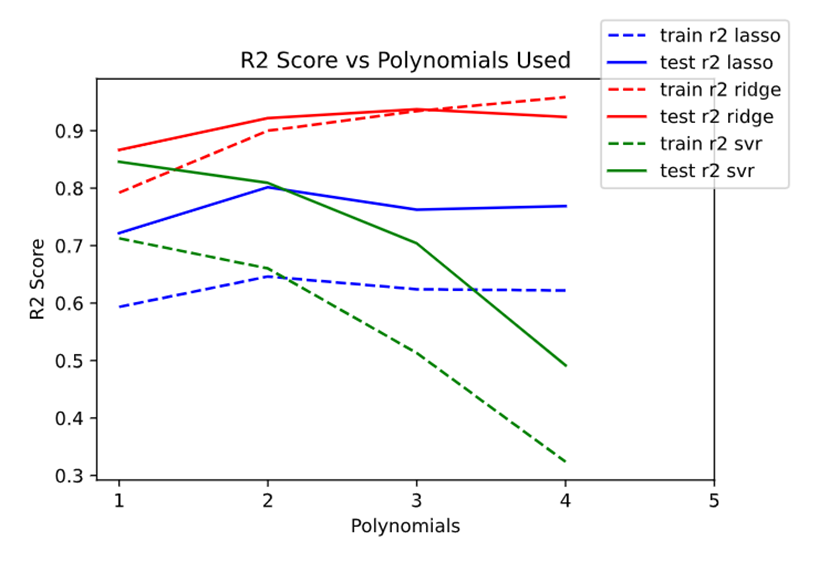 R2 Score vs Polynomials Used
train r2 lasso
test r2 lasso
train r2 ridge
test r2 ridge
train r2 svr
test r2 svr
R2 Score
0.9
0.8
0.7
0.6
0.5
0.4
0.3
1 2 3 4 5
Polynomials